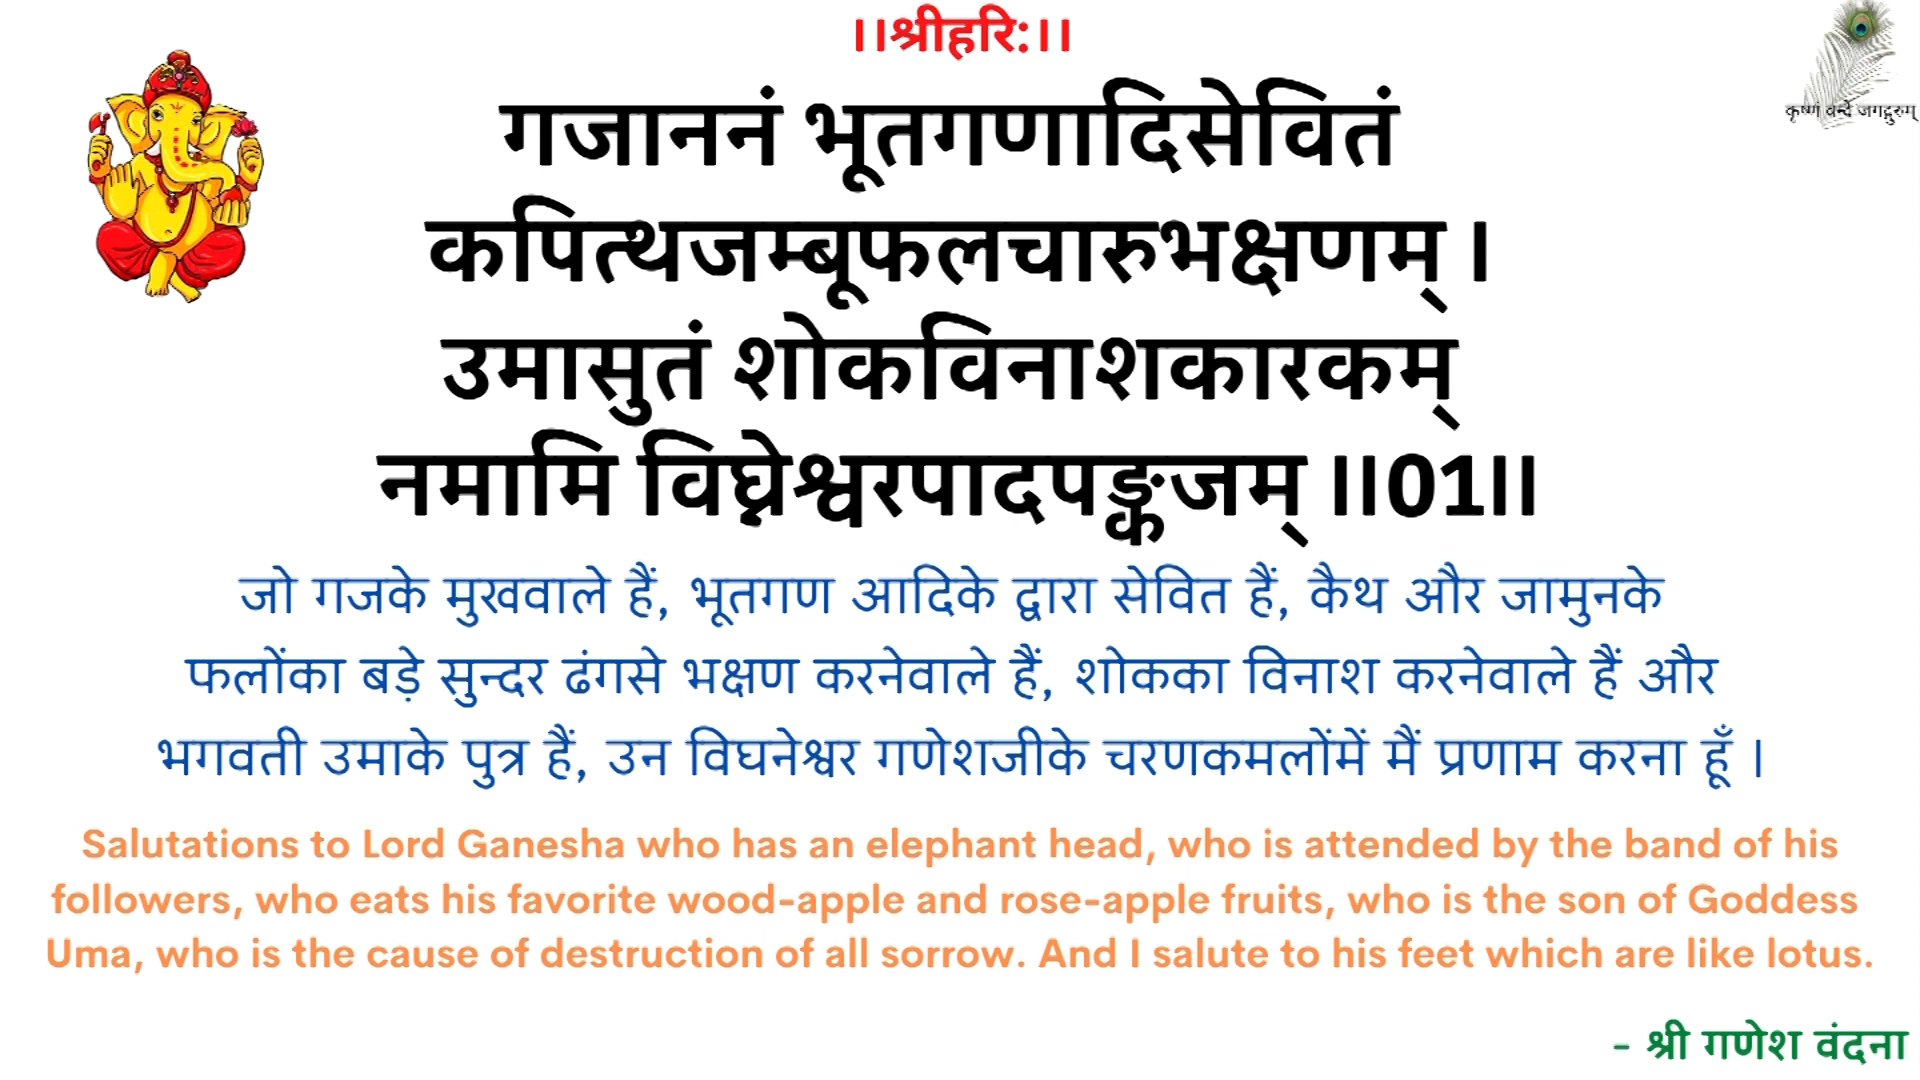 ।।श्रीहरि:।।
कृष्णं वन्दे जगद्गुरुम्
गजाननं भूतगणादिसेवितं
कपित्थजम्बूफलचारुभक्षणम् ।
उमासुतं शोकविनाशकारकम्
नमामि विघ्नेश्वरपादपङ्कजम् ।।01।।
जो गजके मुखवाले हैं, भूतगण आदिके द्वारा सेवित हैं, कैथ और जामुनके
फलोंका बड़े सुन्दर ढंगसे भक्षण करनेवाले हैं, शोकका विनाश करनेवाले हैं और
भगवती उमाके पुत्र हैं, उन विघनेश्वर गणेशजीके चरणकमलोंमें मैं प्रणाम करना हूँ ।
Salutations to Lord Ganesha who has an elephant head, who is attended by the band of his
followers, who eats his favorite wood-apple and rose-apple fruits, who is the son of Goddess
Uma, who is the cause of destruction of all sorrow. And I salute to his feet which are like lotus.
- श्री गणेश वंदना